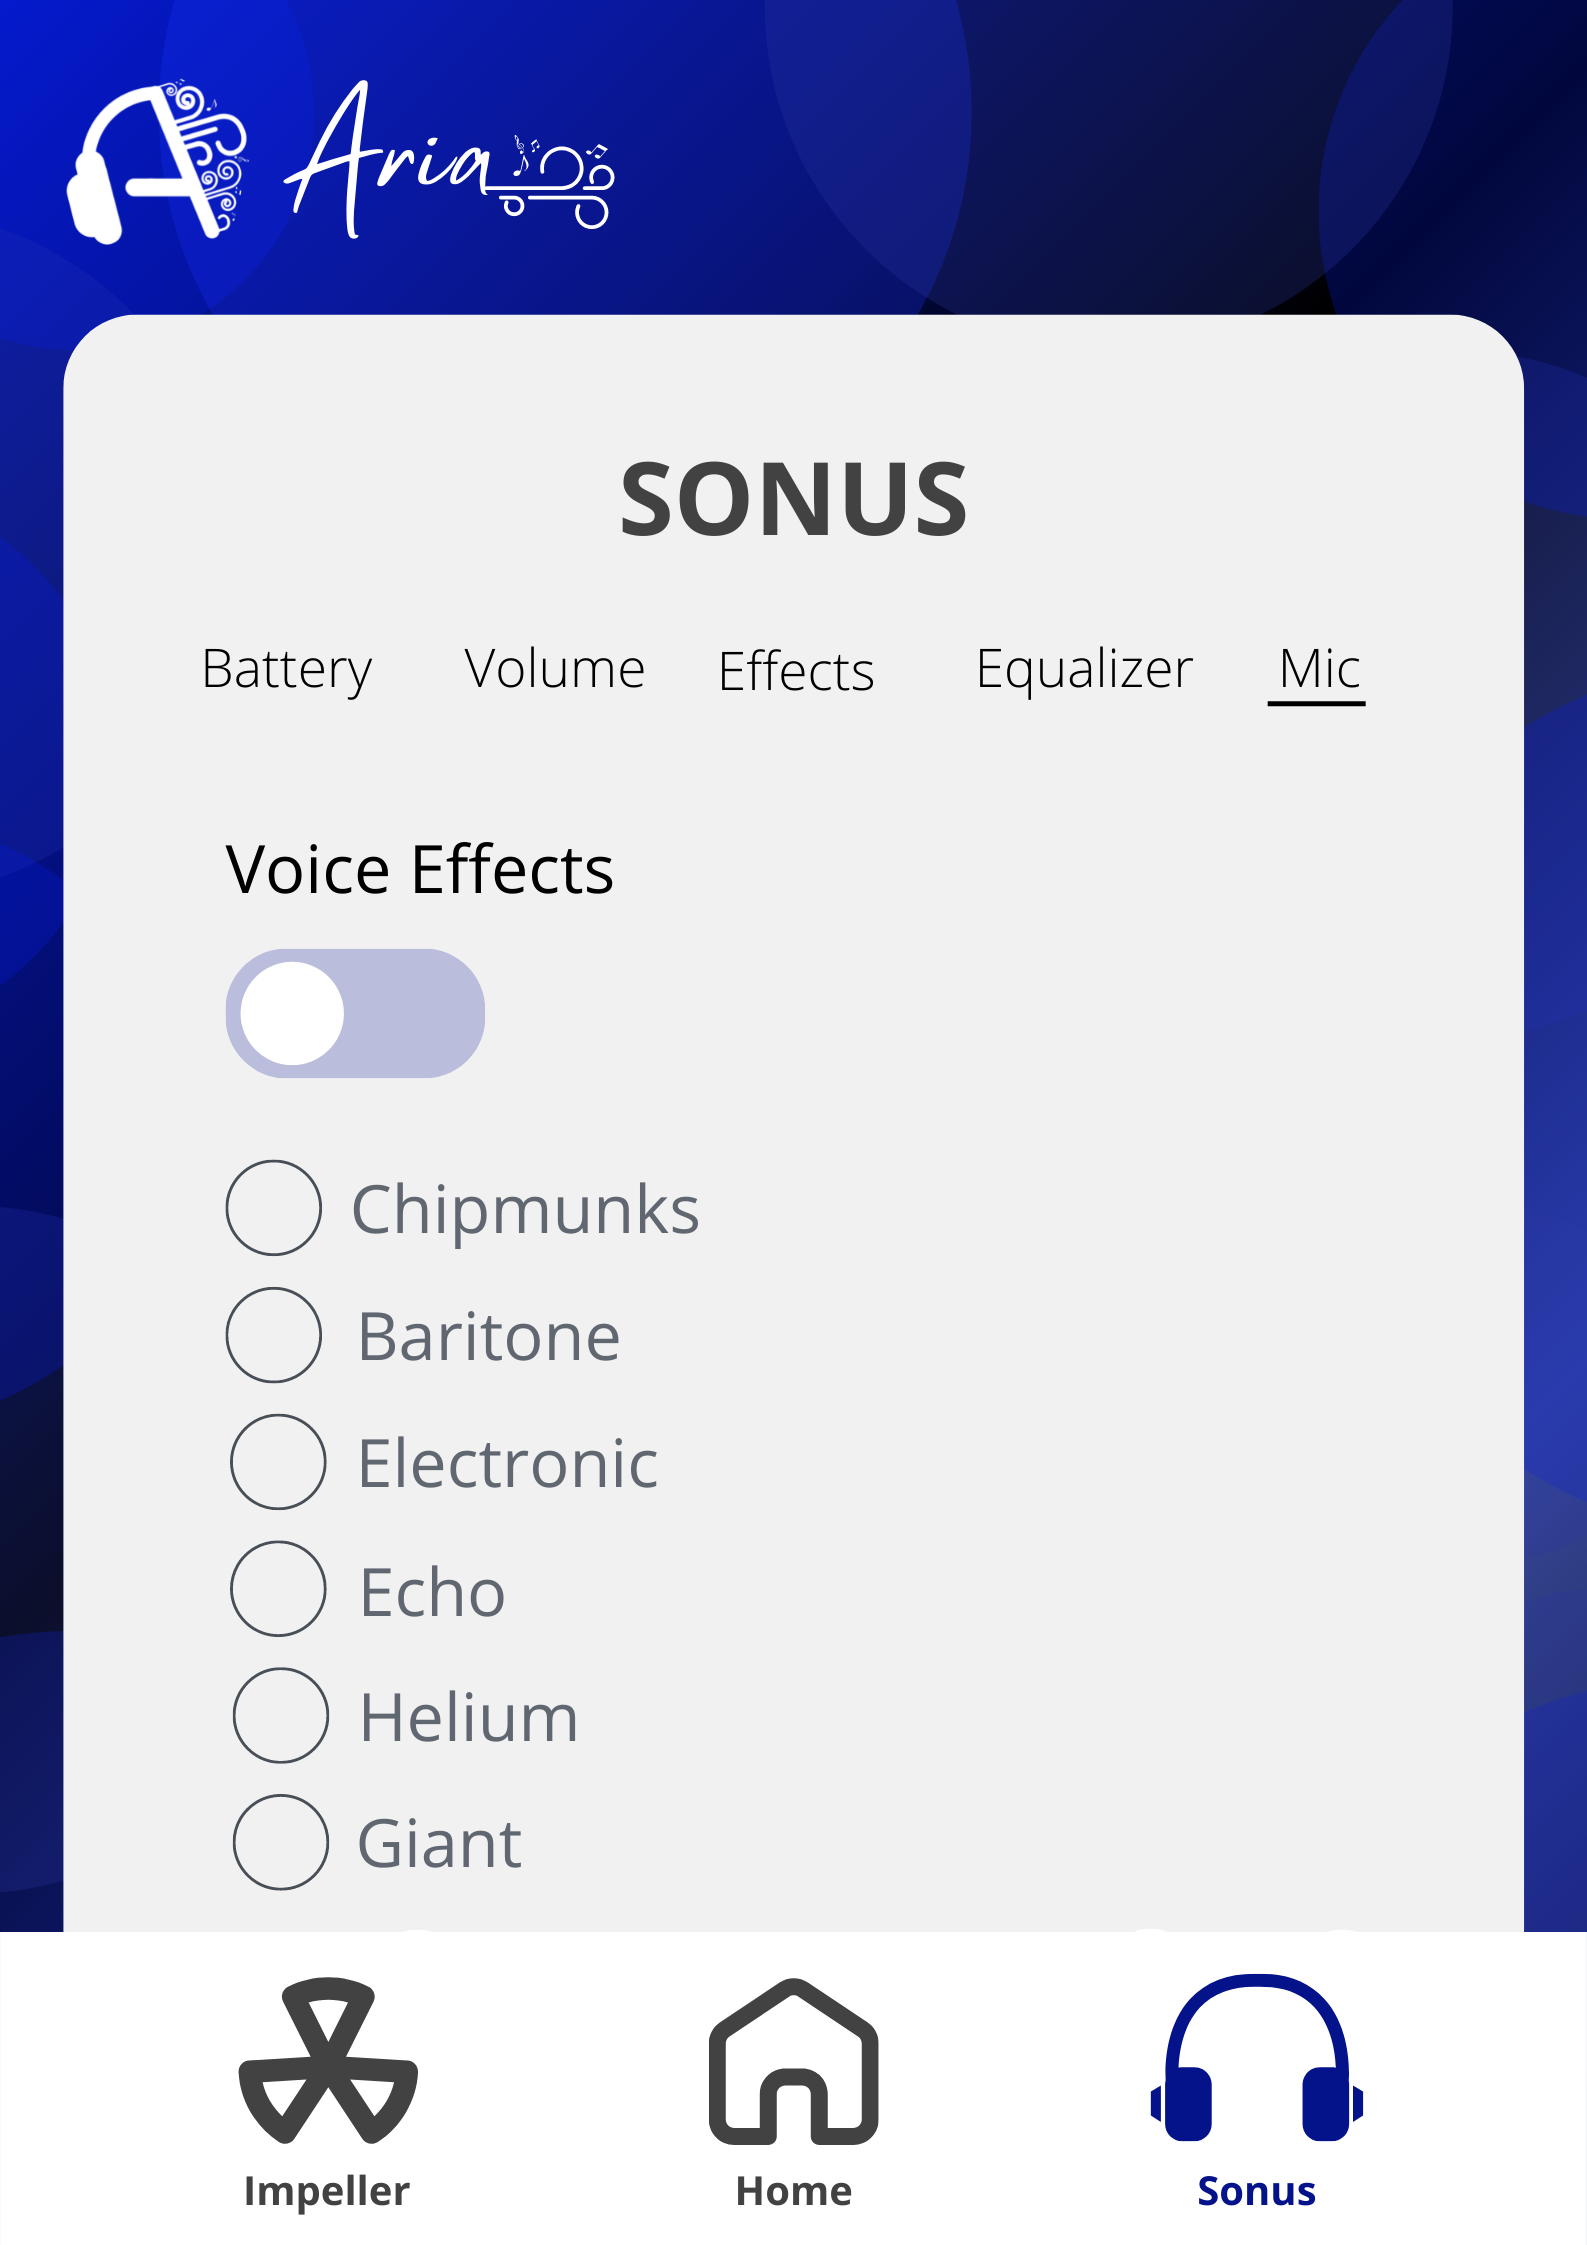 Aria
SONUS
Battery Volume Effects Equalizer Mic
Voice Effects
Chipmunks
Baritone
Electronic
Echo
Helium
Giant
Impeller Home Sonus